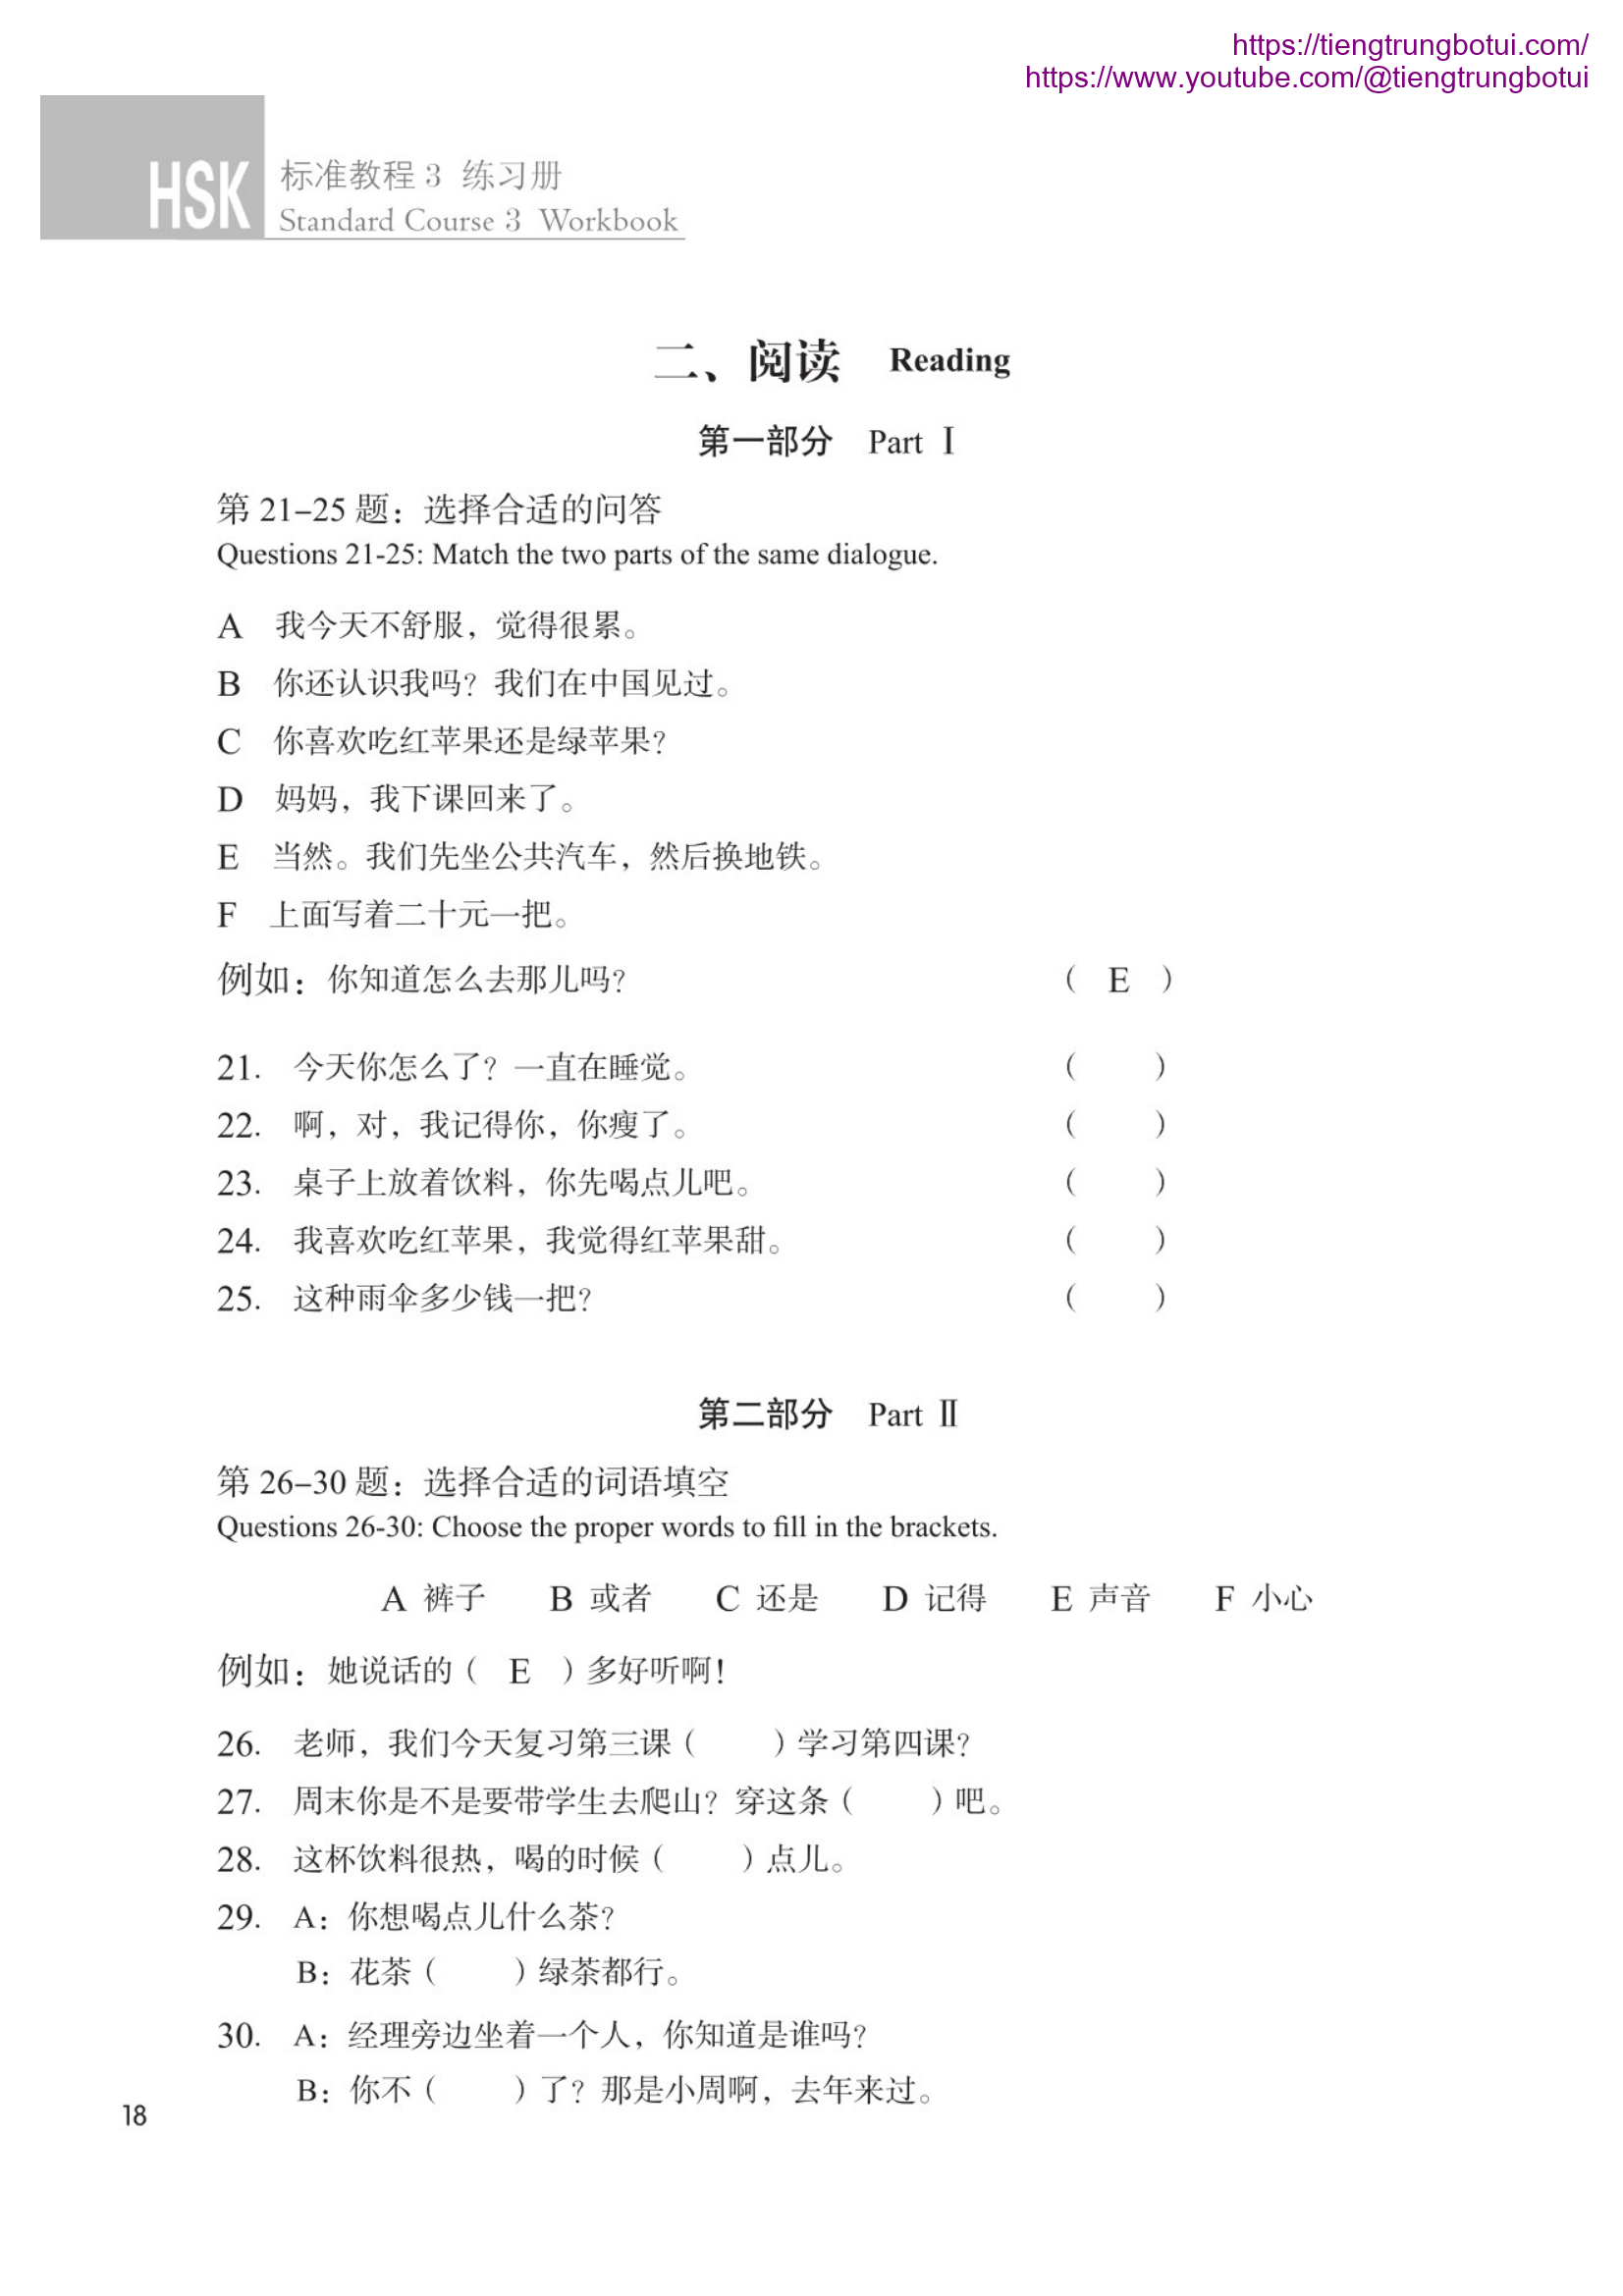 https://tiengtrungbotui.com/
https://www.youtube.com/@tiengtrungbotui
HSK 标准教程 3 练习册
Standard Course 3 Workbook
二、阅读 Reading
第一部分 Part Ⅰ
第 21–25 题：选择合适的问答
Questions 21-25: Match the two parts of the same dialogue.
A 我今天不舒服，觉得很累。
B 你还认识我吗？我们在中国见过。
C 你喜欢吃红苹果还是绿苹果？
D 妈妈，我下课回来了。
E 当然。我们先坐公共汽车，然后换地铁。
F 上面写着二十元一把。
例如：你知道怎么去那儿吗？ （ E ）
21. 今天你怎么了？一直在睡觉。 （ ）
22. 啊，对，我记得你，你瘦了。 （ ）
23. 桌子上放着饮料，你先喝点儿吧。 （ ）
24. 我喜欢吃红苹果，我觉得红苹果甜。 （ ）
25. 这种雨伞多少钱一把？ （ ）
第二部分 Part Ⅱ
第 26–30 题：选择合适的词语填空
Questions 26-30: Choose the proper words to fill in the brackets.
A 裤子 B 或者 C 还是 D 记得 E 声音 F 小心
例如：她说话的（ E ）多好听啊！
26. 老师，我们今天复习第三课（ ）学习第四课？
27. 周末你是不是要带学生去爬山？穿这条（ ）吧。
28. 这杯饮料很热，喝的时候（ ）点儿。
29. A：你想喝点儿什么茶？
B：花茶（ ）绿茶都行。
30. A：经理旁边坐着一个人，你知道是谁吗？
B：你不（ ）了？那是小周啊，去年来过。
18